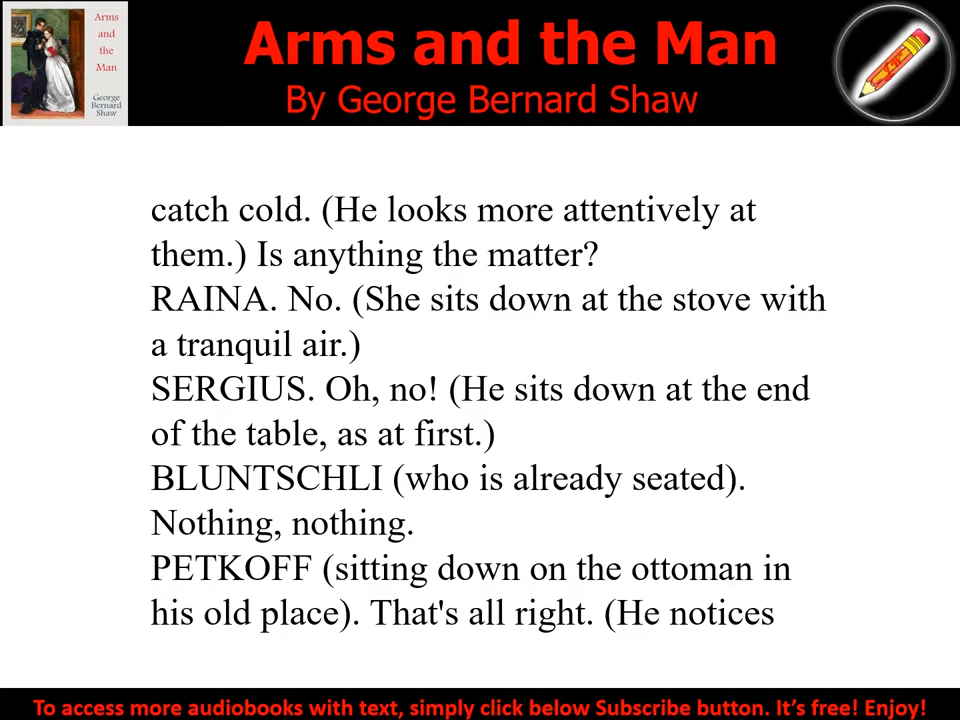 Arms
and
the
Man
George
Bernard
Shaw
Arms and the Man
By George Bernard Shaw
catch cold. (He looks more attentively at
them.) Is anything the matter?
RAINA. No. (She sits down at the stove with
a tranquil air.)
SERGIUS. Oh, no! (He sits down at the end
of the table, as at first.)
BLUNTSCHLI (who is already seated).
Nothing, nothing.
PETKOFF (sitting down on the ottoman in
his old place). That's all right. (He notices
To access more audiobooks with text, simply click below Subscribe button. It's free! Enjoy!